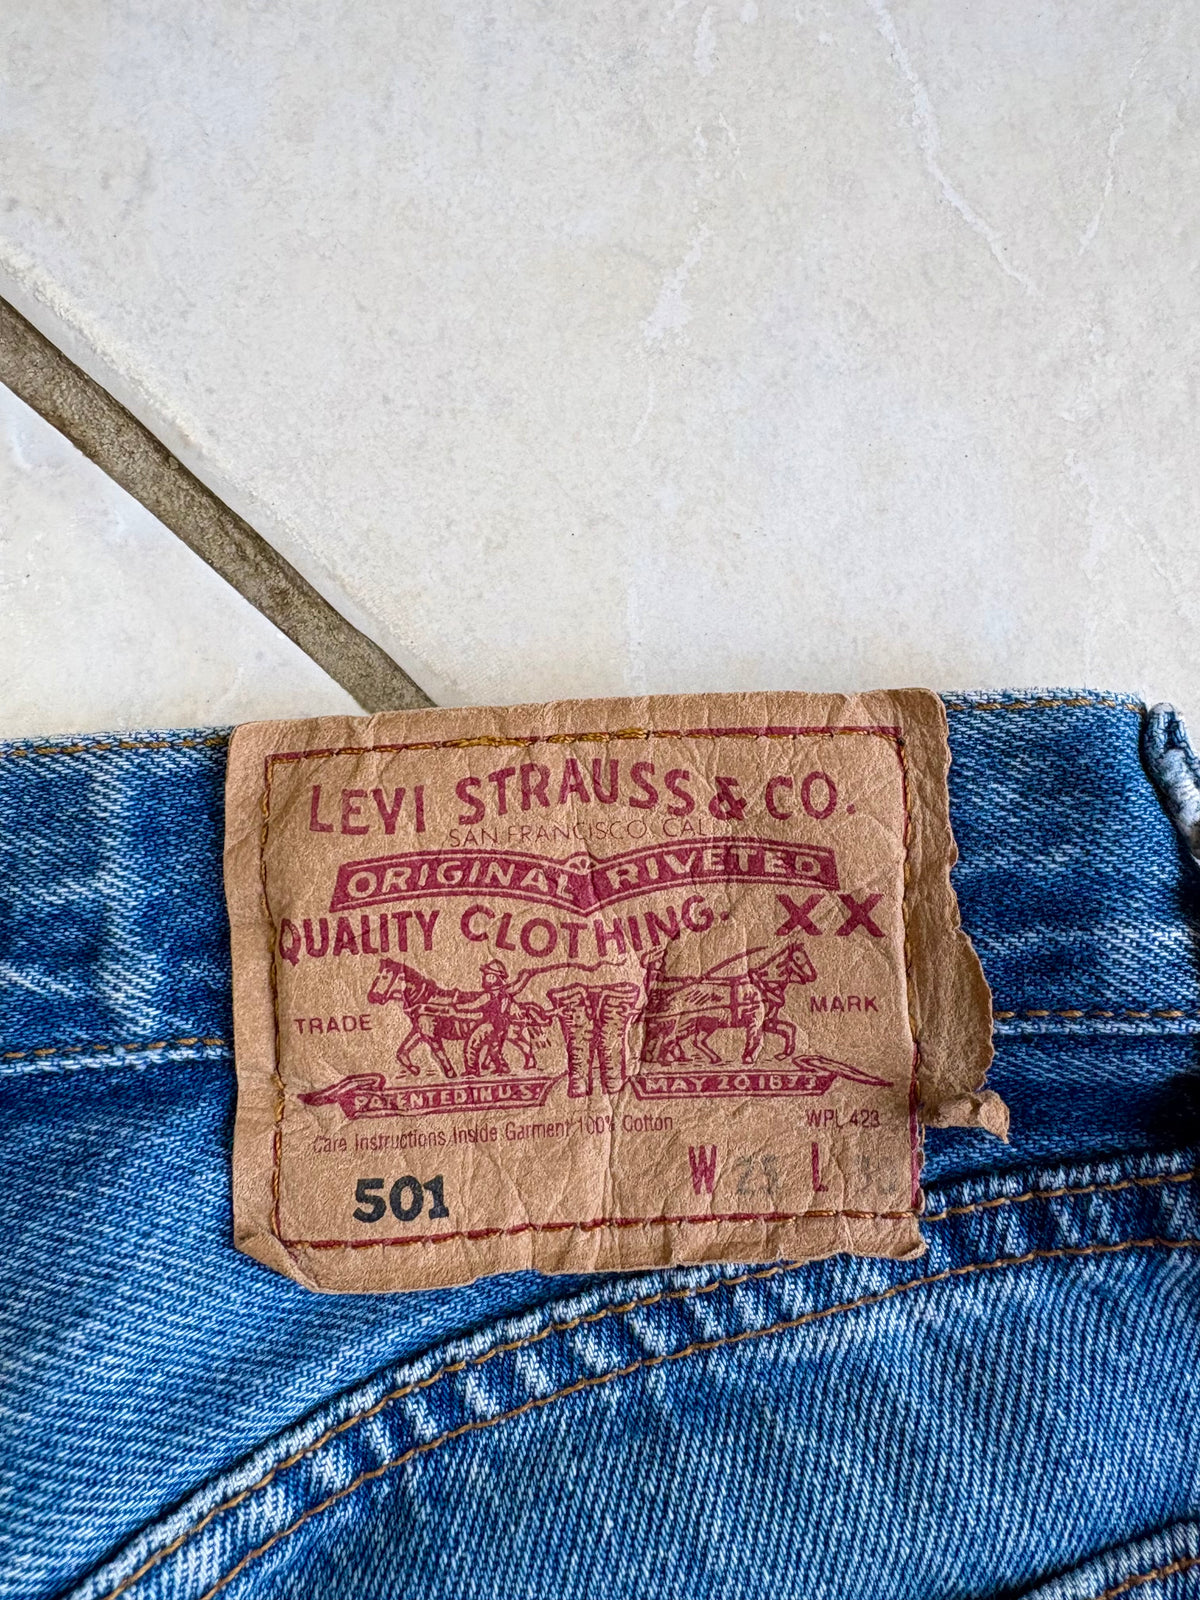 LEVI STRAUSS & CO.
SAN FRANCISCO CAL
ORIGINAL RIVETED
QUALITY CLOTHING. XX
TRADE MARK
PATENTED IN U.S. MAY 20 1873
Care Instructions Inside Garment 100% Cotton WPL 423
501 W L